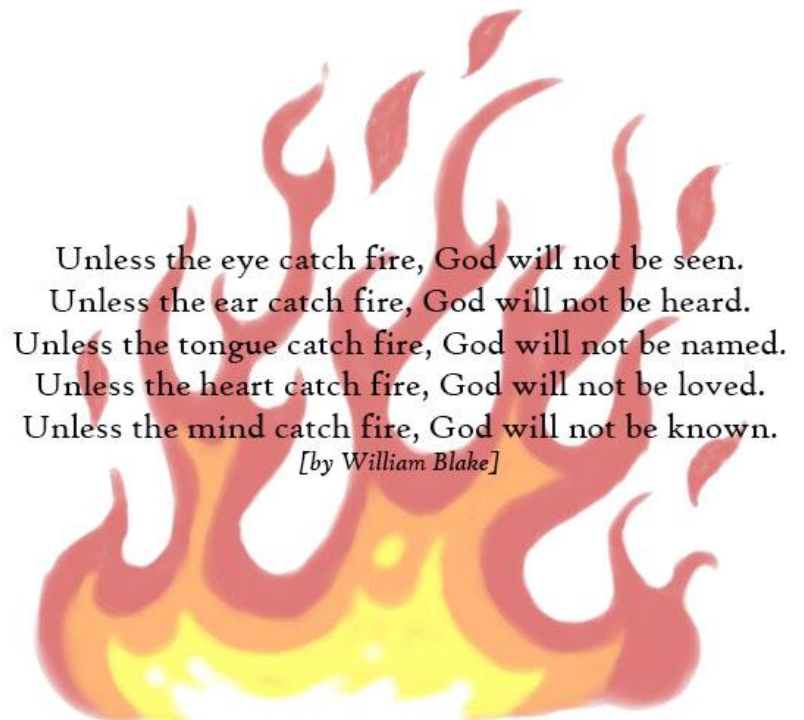 Unless the eye catch fire, God will not be seen.
Unless the ear catch fire, God will not be heard.
Unless the tongue catch fire, God will not be named.
Unless the heart catch fire, God will not be loved.
Unless the mind catch fire, God will not be known.
[by William Blake]